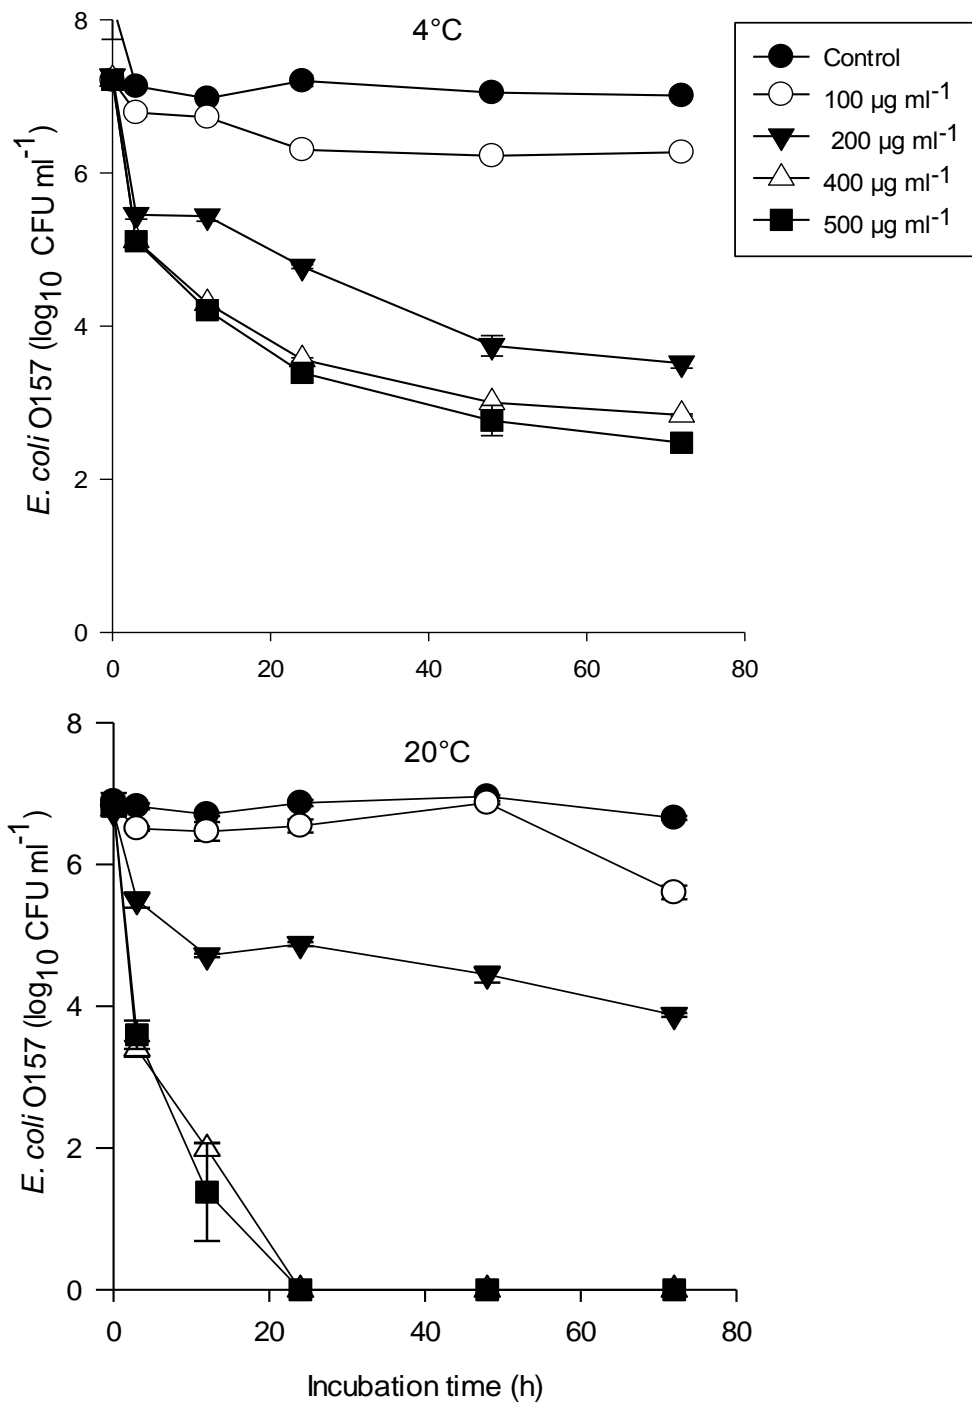 4°C
8
6
4
2
0
0 20 40 60 80
E. coli O157 (log10 CFU ml-1)
Control
100 µg ml-1
200 µg ml-1
400 µg ml-1
500 µg ml-1
20°C
8
6
4
2
0
0 20 40 60 80
E. coli O157 (log10 CFU ml-1)
Incubation time (h)